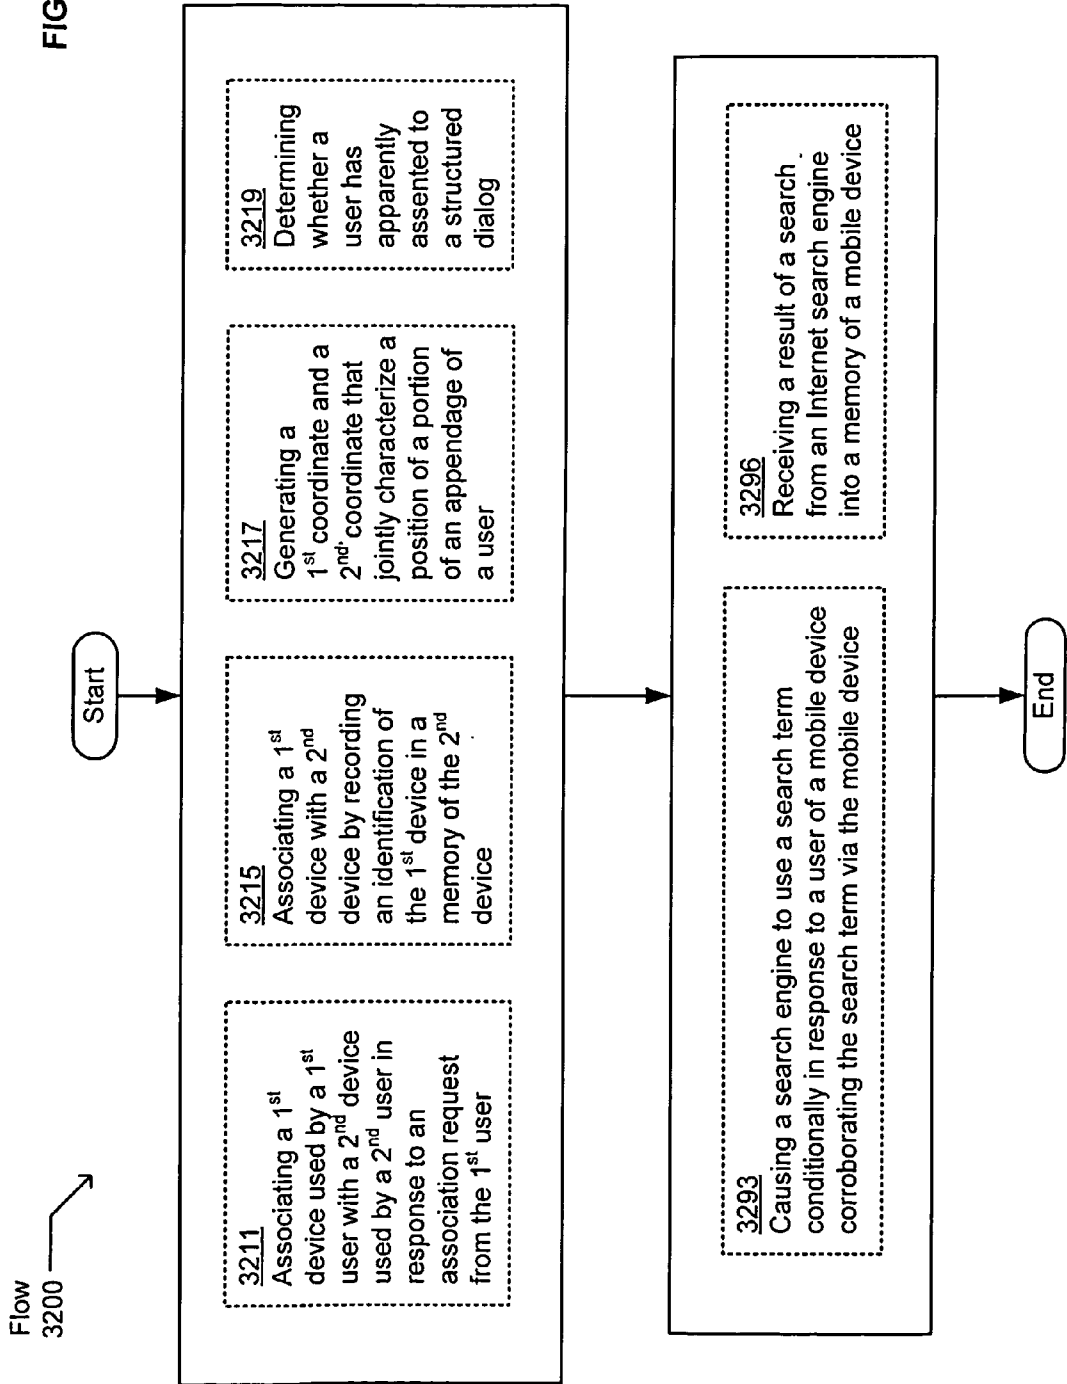 Flow
3200
FIG
Start
3211
Associating a 1st
device used by a 1st
user with a 2nd device
used by a 2nd user in
response to an
association request
from the 1st user
3215
Associating a 1st
device with a 2nd
device by recording
an identification of
the 1st device in a
memory of the 2nd
device
3217
Generating a
1st coordinate and a
2nd coordinate that
jointly characterize a
position of a portion
of an appendage of
a user
3219
Determining
whether a
user has
apparently
assented to
a structured
dialog
3293
Causing a search engine to use a search term
conditionally in response to a user of a mobile device
corroborating the search term via the mobile device
3296
Receiving a result of a search
from an Internet search engine
into a memory of a mobile device
End